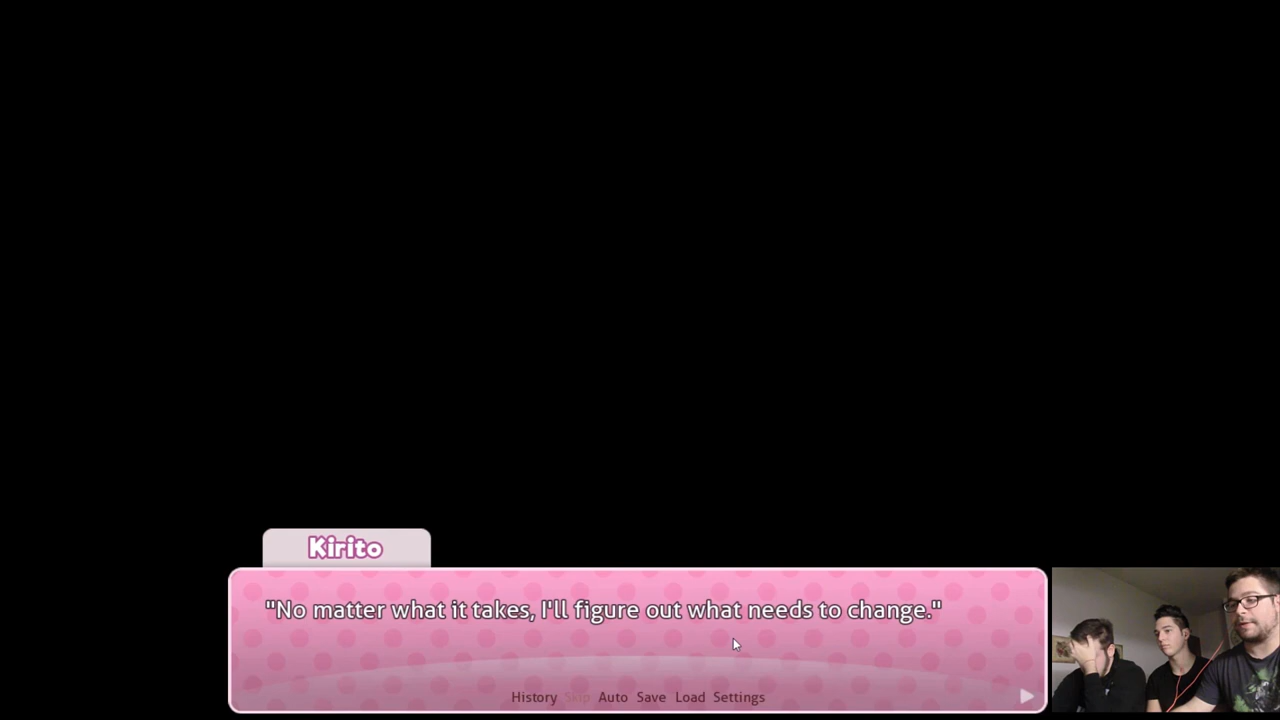 Kirito
"No matter what it takes, I'll figure out what needs to change."
History Skip Auto Save Load Settings